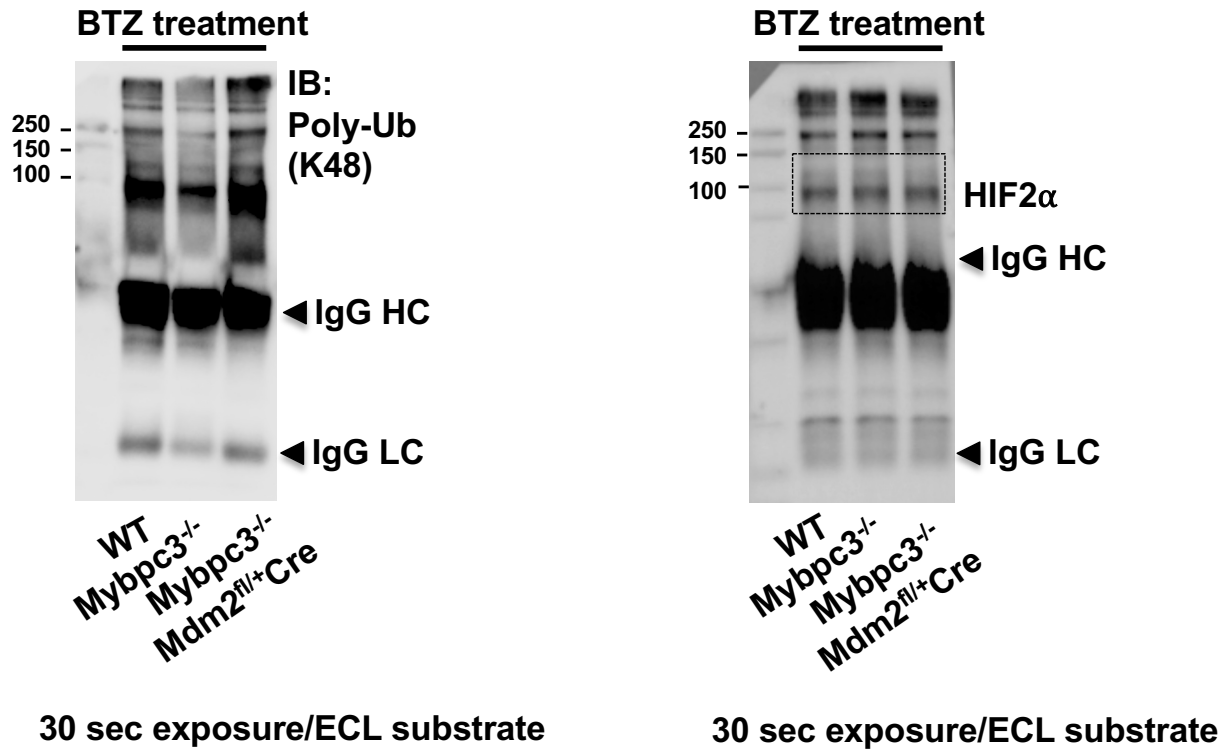 BTZ treatment
IB:
Poly-Ub
(K48)
250
150
100
IgG HC
IgG LC
WT
Mybpc3-/-
Mybpc3-/-
Mdm2fl/+Cre
30 sec exposure/ECL substrate
BTZ treatment
250
150
100
HIF2α
IgG HC
IgG LC
WT
Mybpc3-/-
Mybpc3-/-
Mdm2fl/+Cre
30 sec exposure/ECL substrate